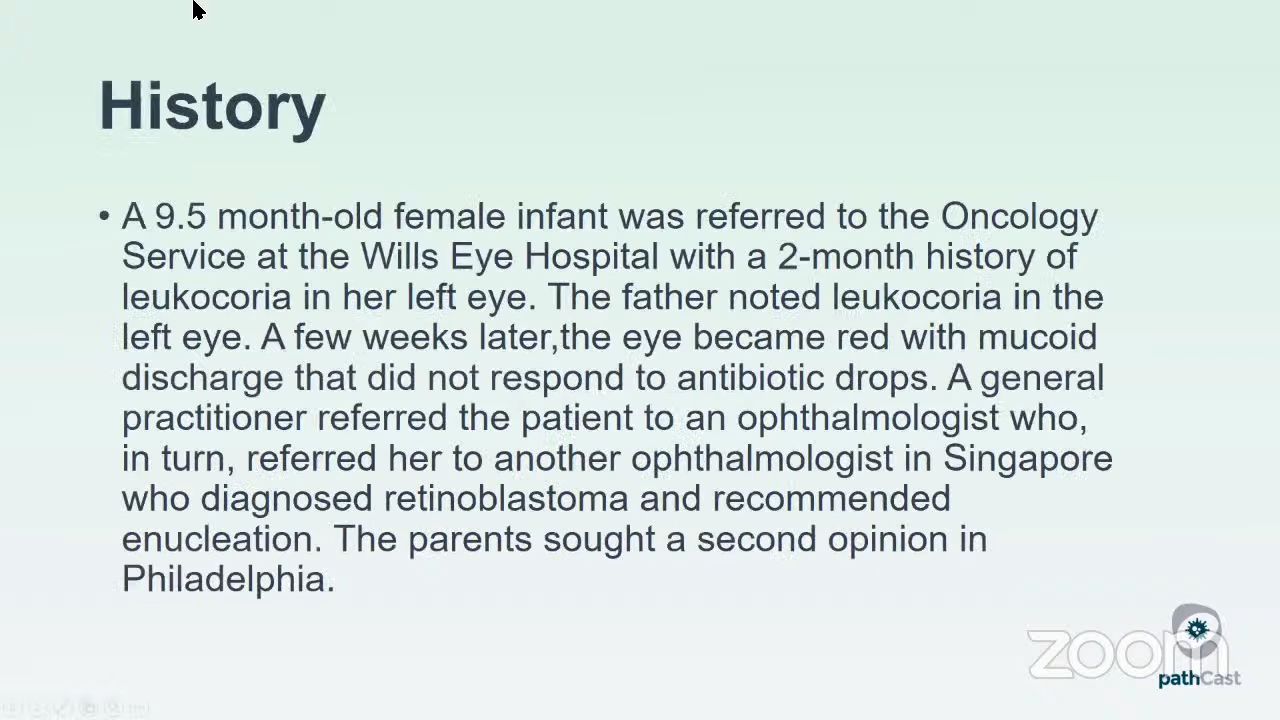 History
• A 9.5 month-old female infant was referred to the Oncology
Service at the Wills Eye Hospital with a 2-month history of
leukocoria in her left eye. The father noted leukocoria in the
left eye. A few weeks later,the eye became red with mucoid
discharge that did not respond to antibiotic drops. A general
practitioner referred the patient to an ophthalmologist who,
in turn, referred her to another ophthalmologist in Singapore
who diagnosed retinoblastoma and recommended
enucleation. The parents sought a second opinion in
Philadelphia.
zoom
pathCast